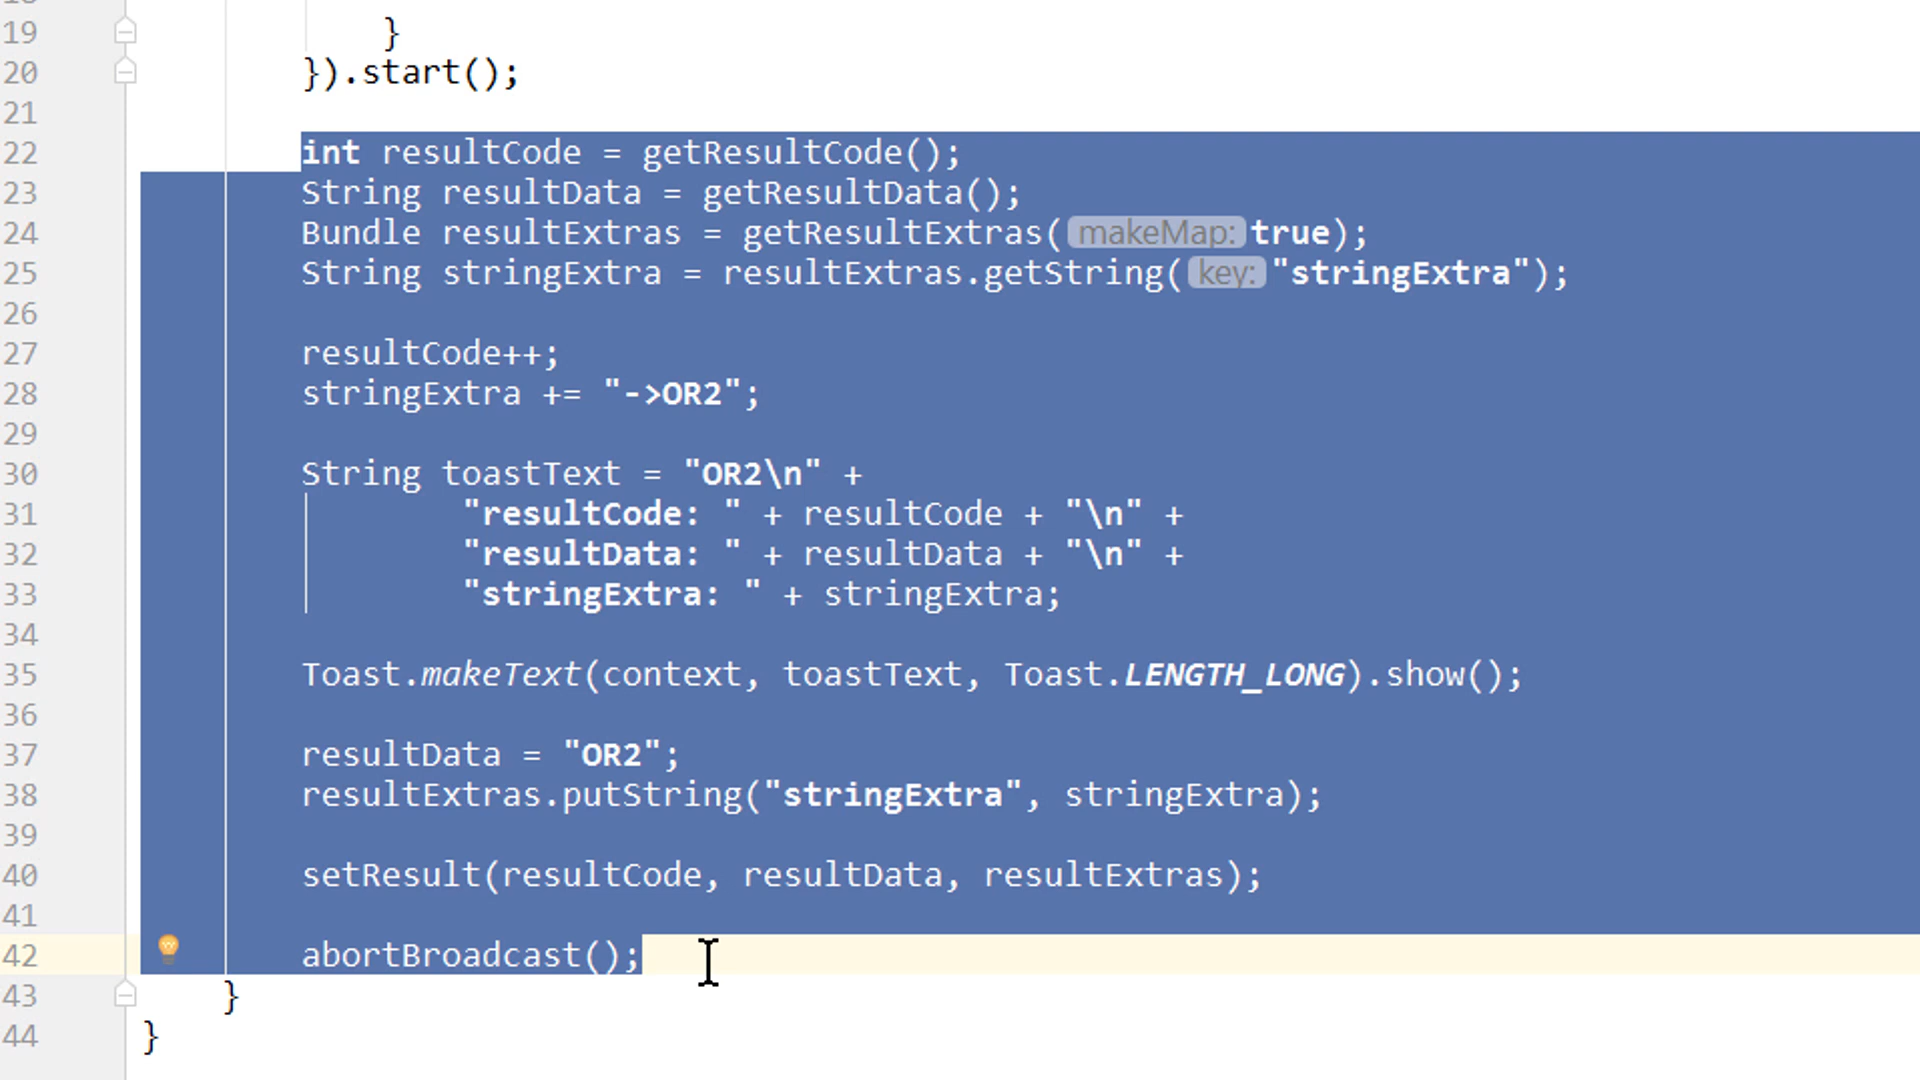 19 }
20 }).start();
21
22 int resultCode = getResultCode();
23 String resultData = getResultData();
24 Bundle resultExtras = getResultExtras( makeMap: true);
25 String stringExtra = resultExtras.getString( key: "stringExtra");
26
27 resultCode++;
28 stringExtra += "->OR2";
29
30 String toastText = "OR2\n" +
31 "resultCode: " + resultCode + "\n" +
32 "resultData: " + resultData + "\n" +
33 "stringExtra: " + stringExtra;
34
35 Toast.makeText(context, toastText, Toast.LENGTH_LONG).show();
36
37 resultData = "OR2";
38 resultExtras.putString("stringExtra", stringExtra);
39
40 setResult(resultCode, resultData, resultExtras);
41
42 abortBroadcast();
43 }
44 }